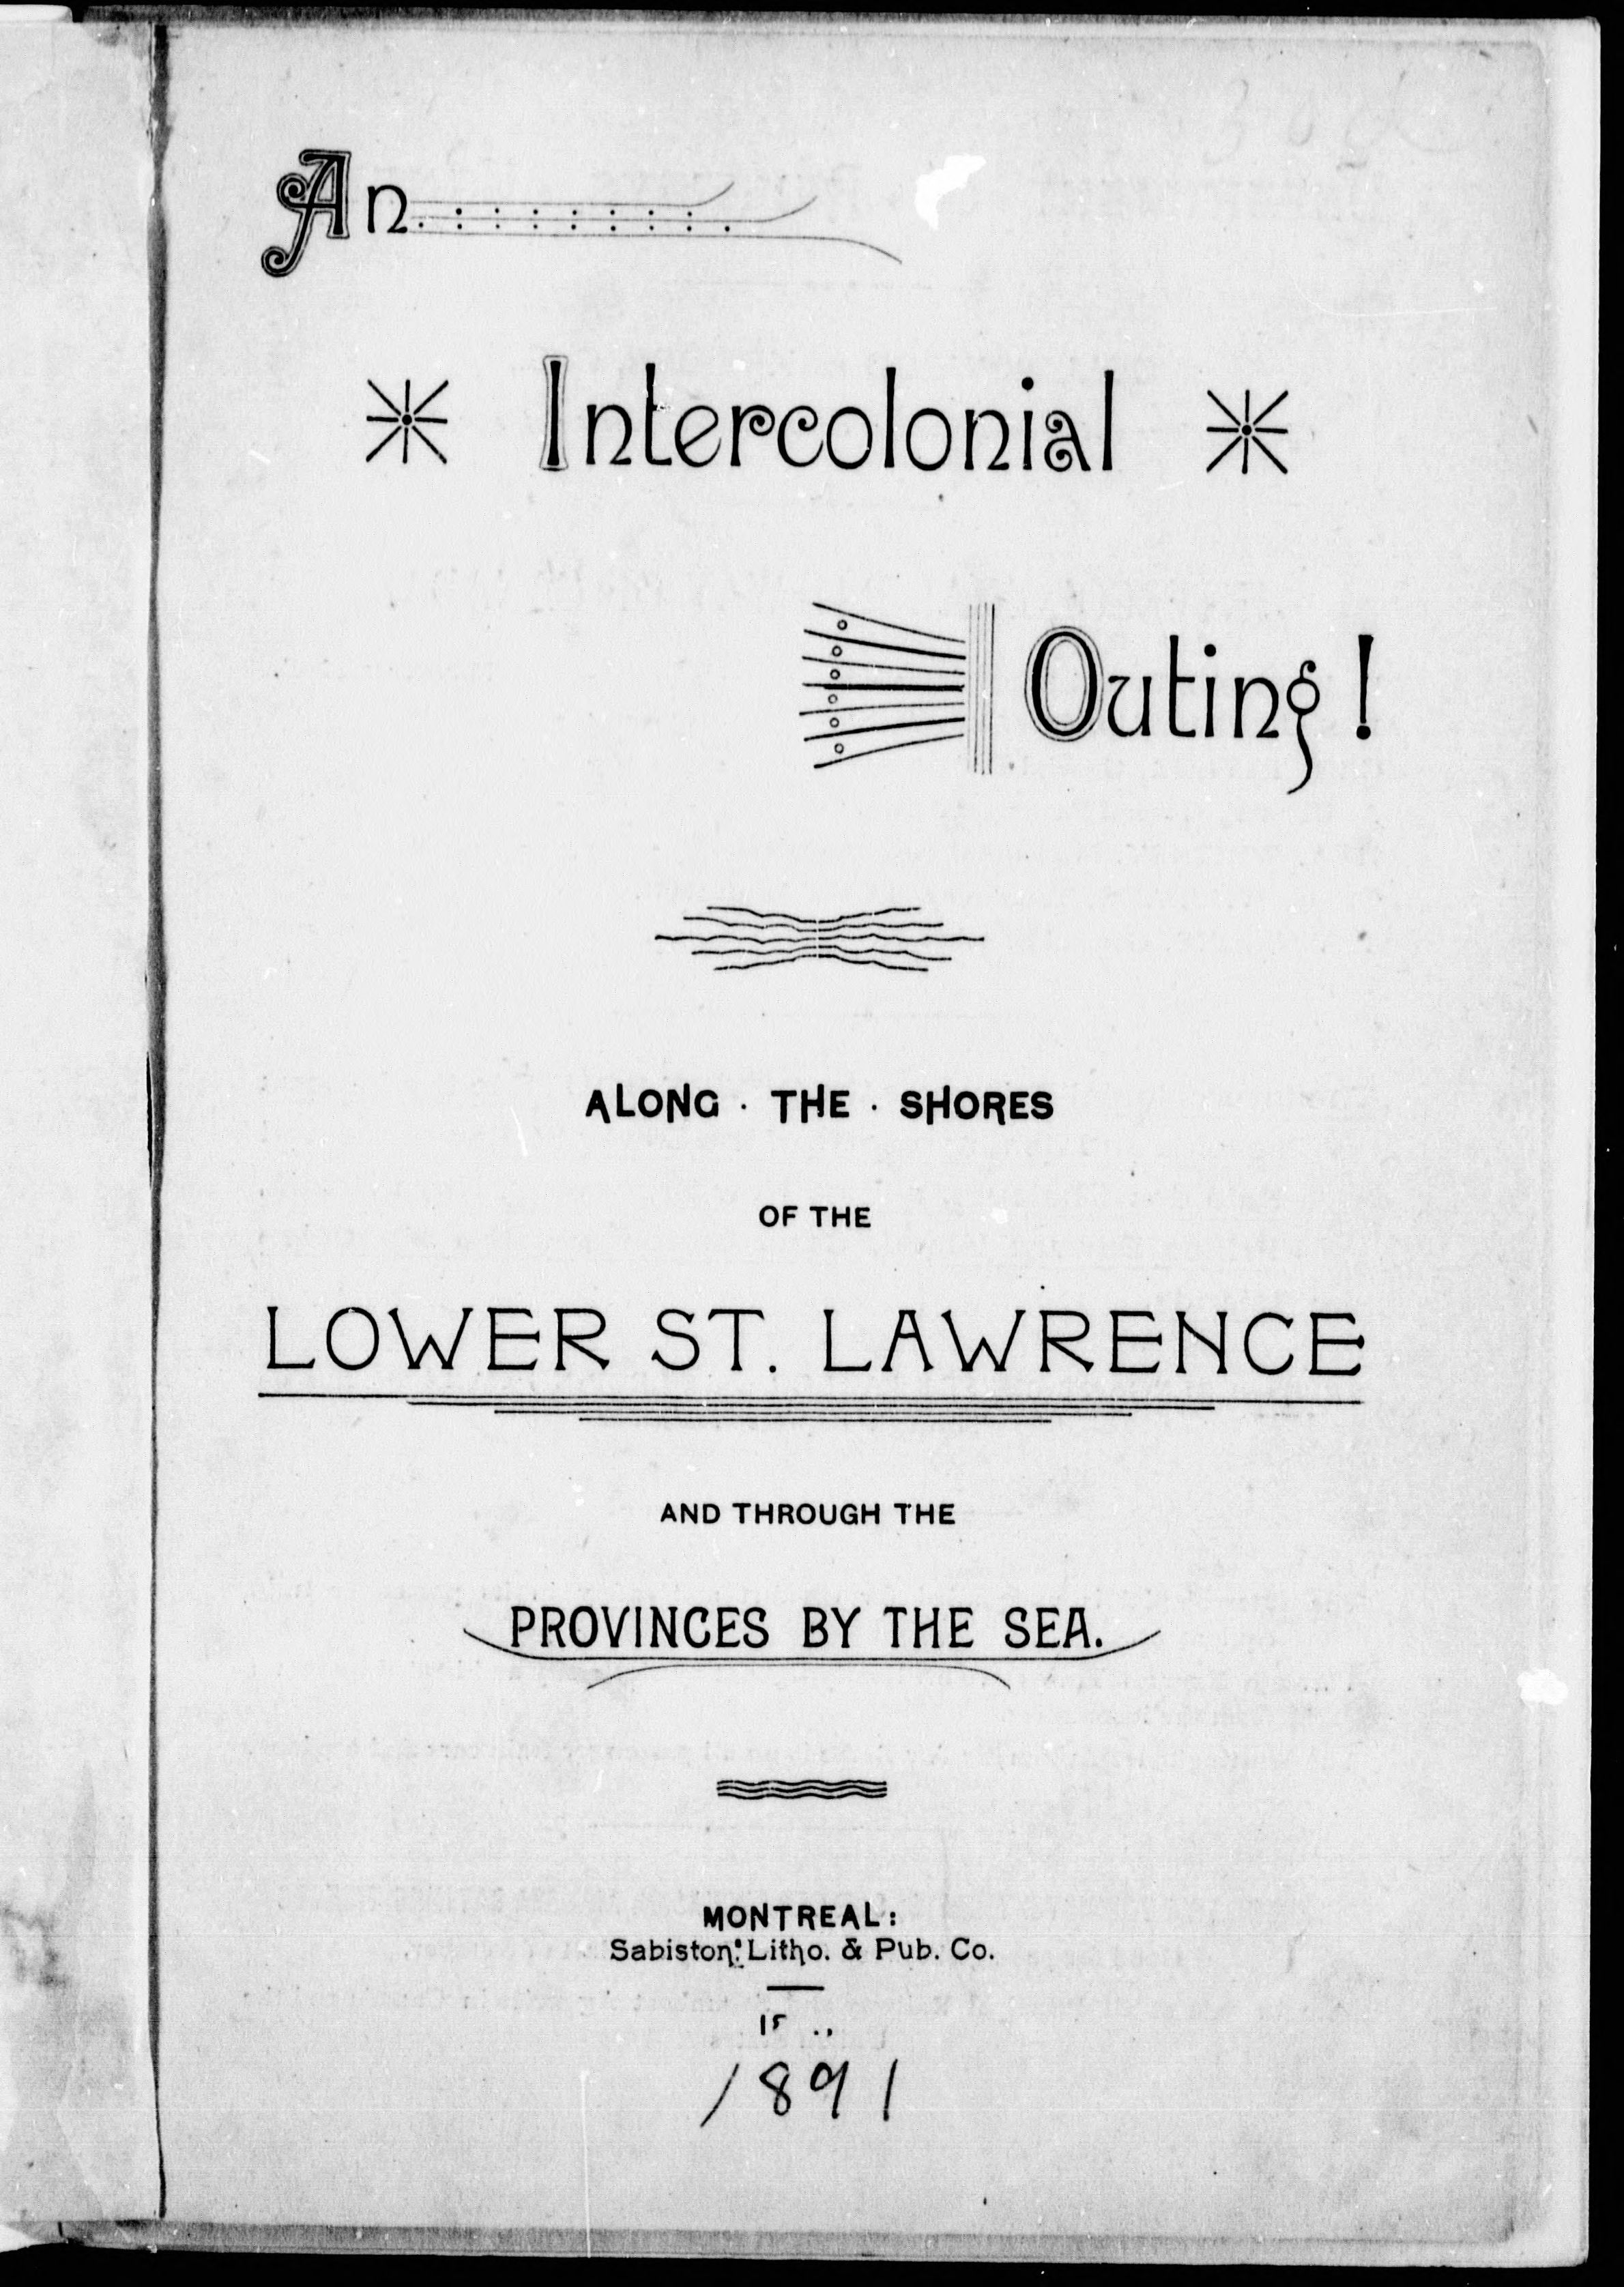 An
Intercolonial
Outing!
ALONG · THE · SHORES
OF THE
LOWER ST. LAWRENCE
AND THROUGH THE
PROVINCES BY THE SEA.
MONTREAL:
Sabiston Litho. & Pub. Co.
1891